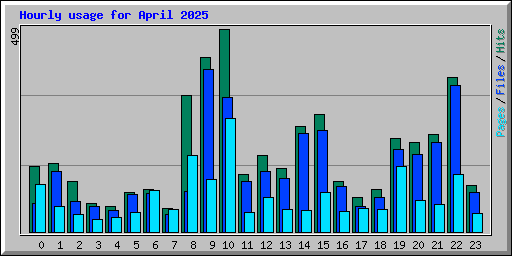 Hourly usage for April 2025
499
Pages / Files / Hits
0 1 2 3 4 5 6 7 8 9 10 11 12 13 14 15 16 17 18 19 20 21 22 23